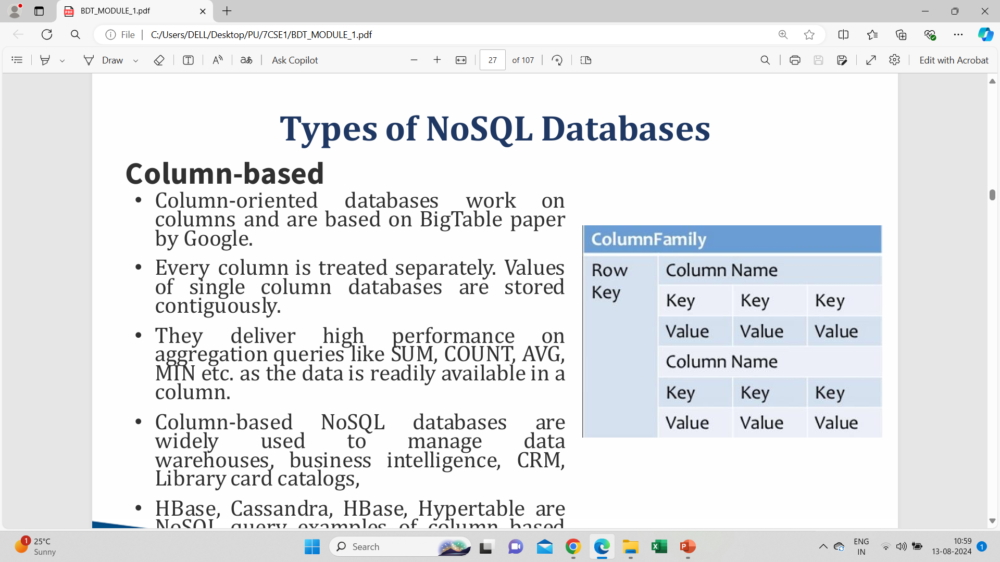 BDT_MODULE_1.pdf
File
C:/Users/DELL/Desktop/PU/7CSE1/BDT_MODULE_1.pdf
Draw
aあ
Ask Copilot
27 of 107
Edit with Acrobat
Types of NoSQL Databases
Column-based
• Column-oriented databases work on
columns and are based on BigTable paper
by Google.
• Every column is treated separately. Values
of single column databases are stored
contiguously.
• They deliver high performance on
aggregation queries like SUM, COUNT, AVG,
MIN etc. as the data is readily available in a
column.
• Column-based NoSQL databases are
widely used to manage data
warehouses, business intelligence, CRM,
Library card catalogs,
• HBase, Cassandra, HBase, Hypertable are
NoSQL query examples of column based
ColumnFamily
Row
Key
Column Name
Key Key Key
Value Value Value
Column Name
Key Key Key
Value Value Value
1
25°C
Sunny
Search
ENG
IN
10:59
13-08-2024
1